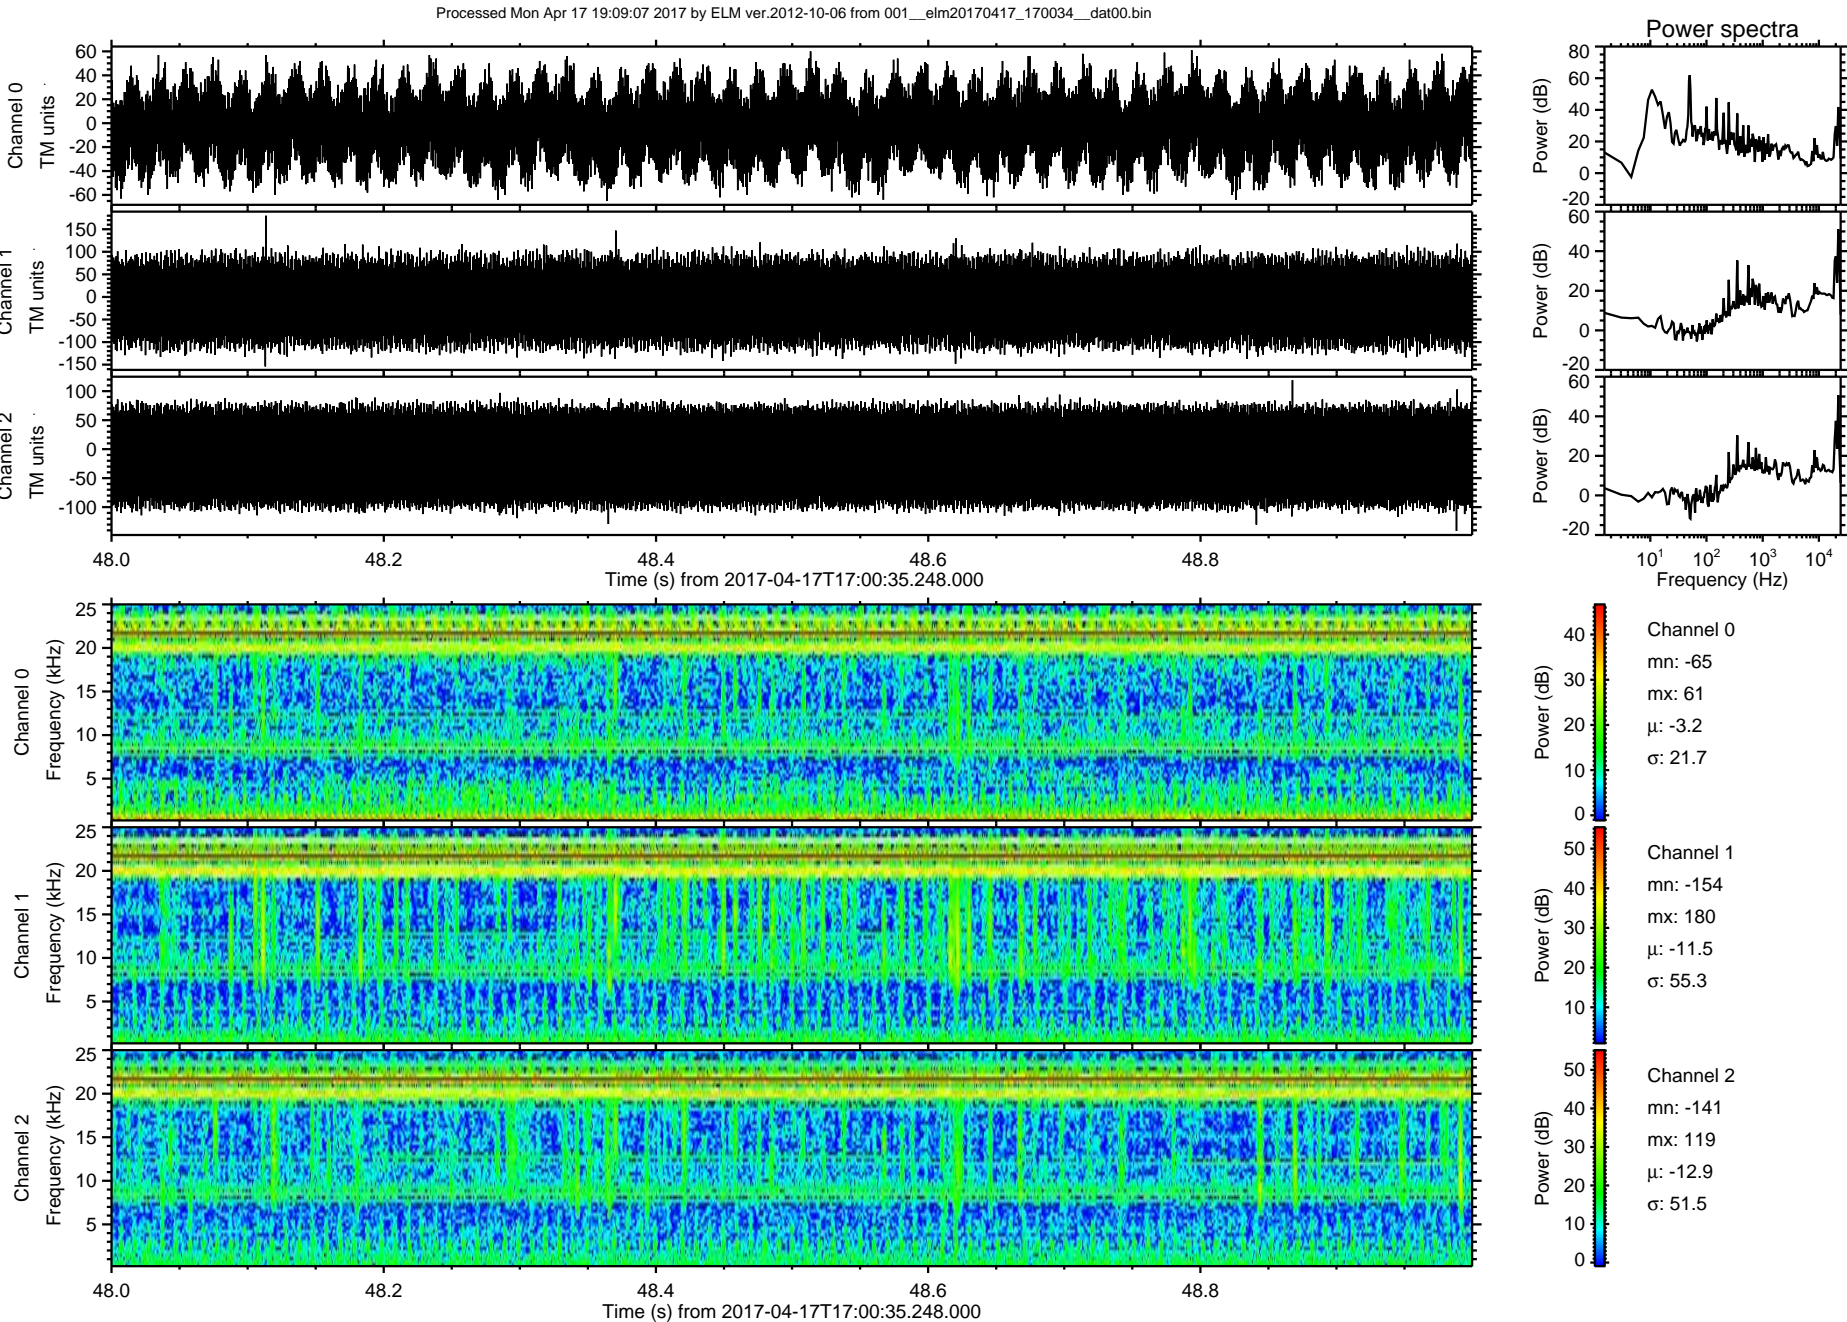 Processed Mon Apr 17 19:09:07 2017 by ELM ver.2012-10-06 from 001__elm20170417_170034__dat00.bin
Power spectra
Channel 0
TM units
60
40
20
0
-20
-40
-60
Power (dB)
80
60
40
20
0
-20
Channel 1
TM units
150
100
50
0
-50
-100
-150
Power (dB)
60
40
20
0
-20
Channel 2
TM units
100
50
0
-50
-100
Power (dB)
60
40
20
0
-20
48.0 48.2 48.4 48.6 48.8
Time (s) from 2017-04-17T17:00:35.248.000
10^1 10^2 10^3 10^4
Frequency (Hz)
Channel 0
Frequency (kHz)
25
20
15
10
5
Power (dB)
40
30
20
10
0
Channel 0
mn: -65
mx: 61
μ: -3.2
σ: 21.7
Channel 1
Frequency (kHz)
25
20
15
10
5
Power (dB)
50
40
30
20
10
Channel 1
mn: -154
mx: 180
μ: -11.5
σ: 55.3
Channel 2
Frequency (kHz)
25
20
15
10
5
Power (dB)
50
40
30
20
10
0
Channel 2
mn: -141
mx: 119
μ: -12.9
σ: 51.5
48.0 48.2 48.4 48.6 48.8
Time (s) from 2017-04-17T17:00:35.248.000